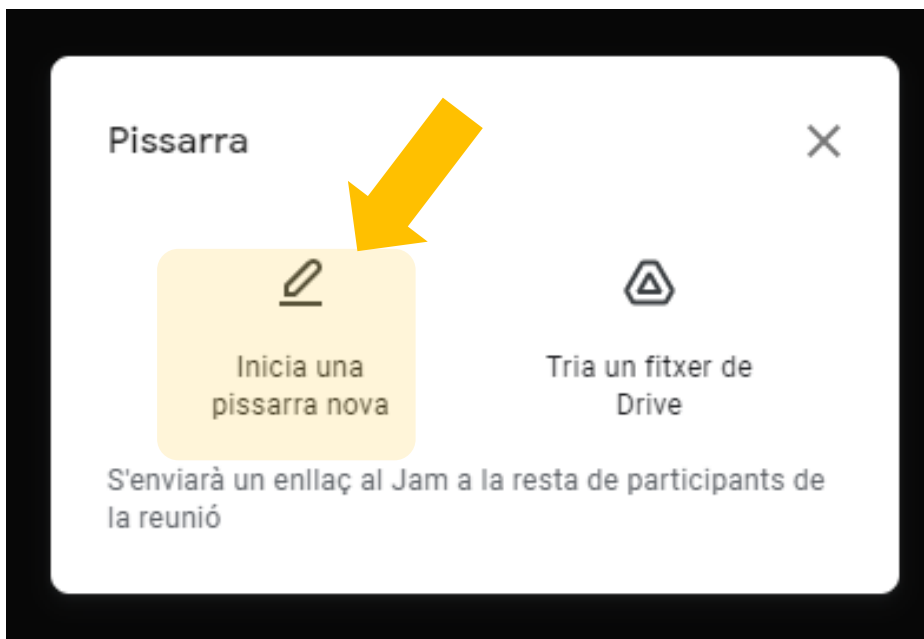 Pissarra
Inicia una
pissarra nova
Tria un fitxer de
Drive
S'enviarà un enllaç al Jam a la resta de participants de
la reunió